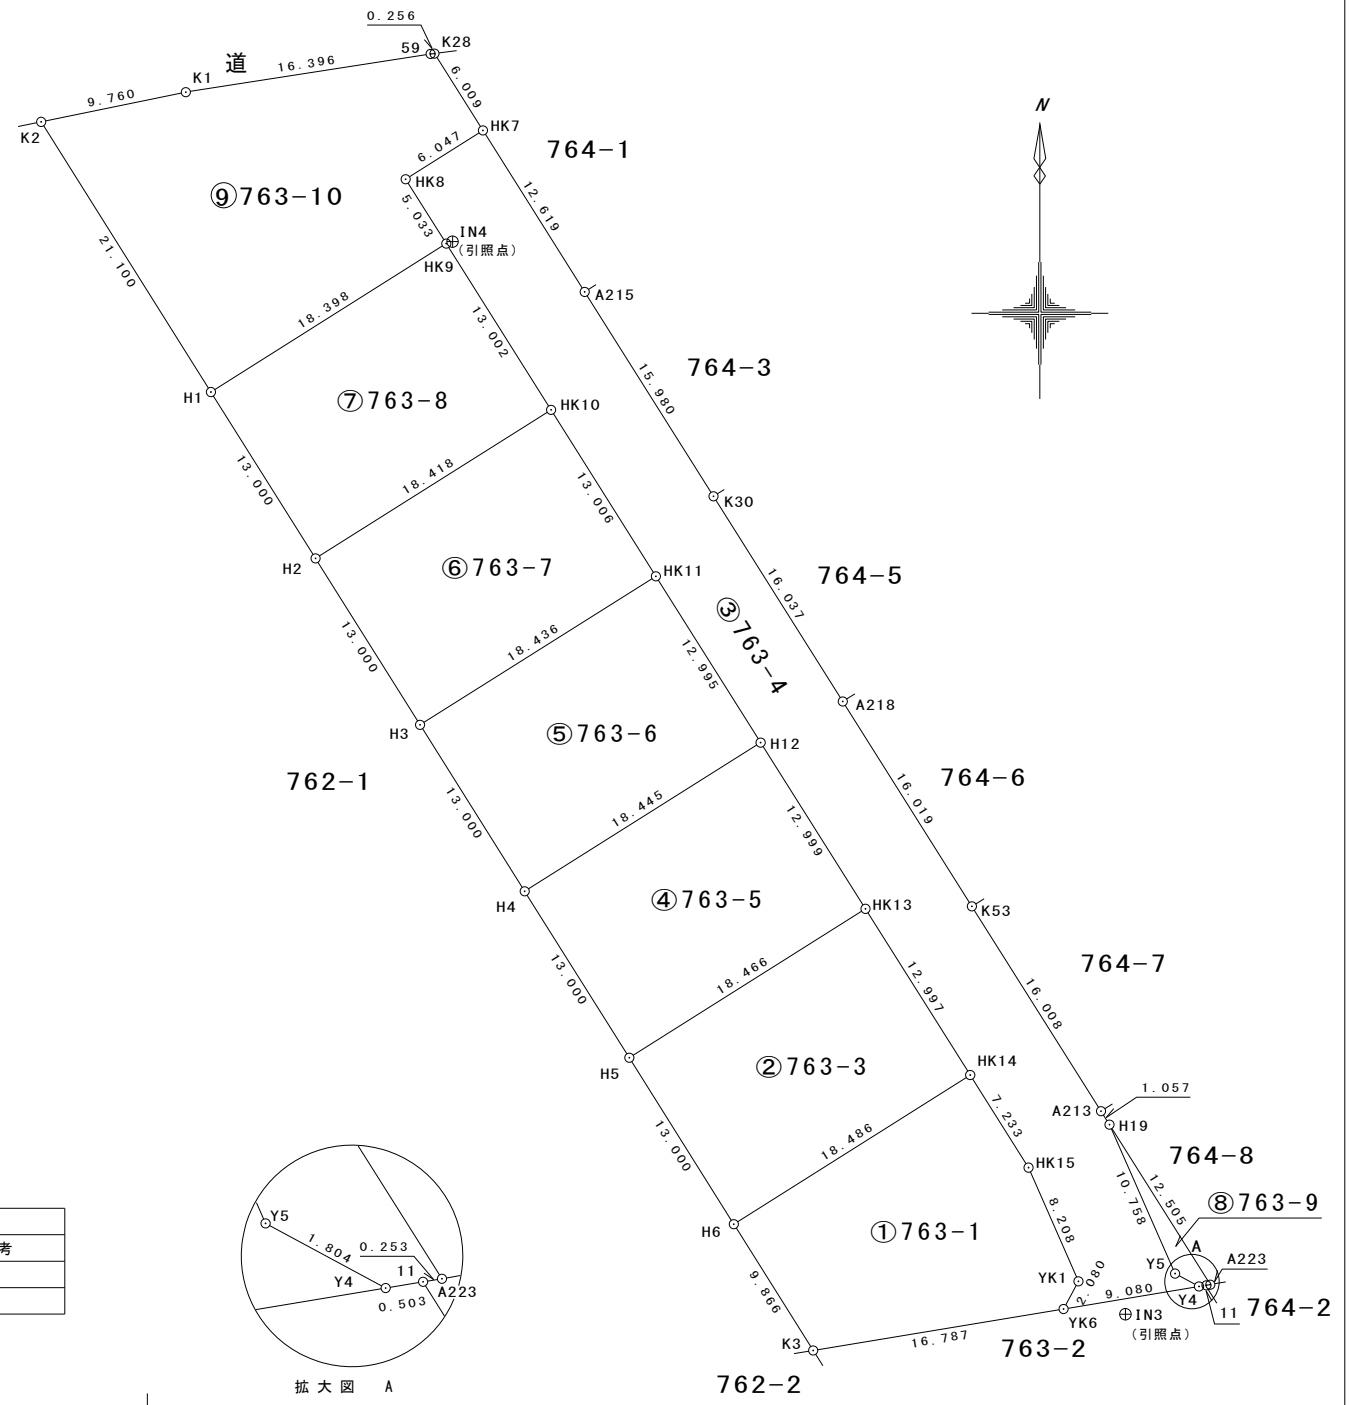 0.256
59
K28
道
16.396
K1
9.760
K2
6.009
HK7
6.047
HK8
764-1
N
⑨763-10
5.033
12.619
IN4
(引照点)
HK9
21.100
18.398
A215
13.002
764-3
15.980
H1
⑦763-8
HK10
13.000
18.418
K30
13.006
H2
⑥763-7
HK11
764-5
16.037
③763-4
13.000
18.436
12.995
A218
H3
⑤763-6
H12
762-1
764-6
16.019
13.000
18.445
12.999
H4
④763-5
HK13
K53
764-7
13.000
18.466
12.997
16.008
H5
②763-3
HK14
1.057
A213
H19
7.233
13.000
18.486
HK15
764-8
12.505
10.758
⑧763-9
H6
①763-1
8.208
A
Y5
A223
YK1
2.080
9.080
Y4
11
764-2
YK6
IN3
(引照点)
9.866
K3
16.787
763-2
762-2
考
Y5
1.804
0.253
11
Y4
A223
0.503
拡大図 A